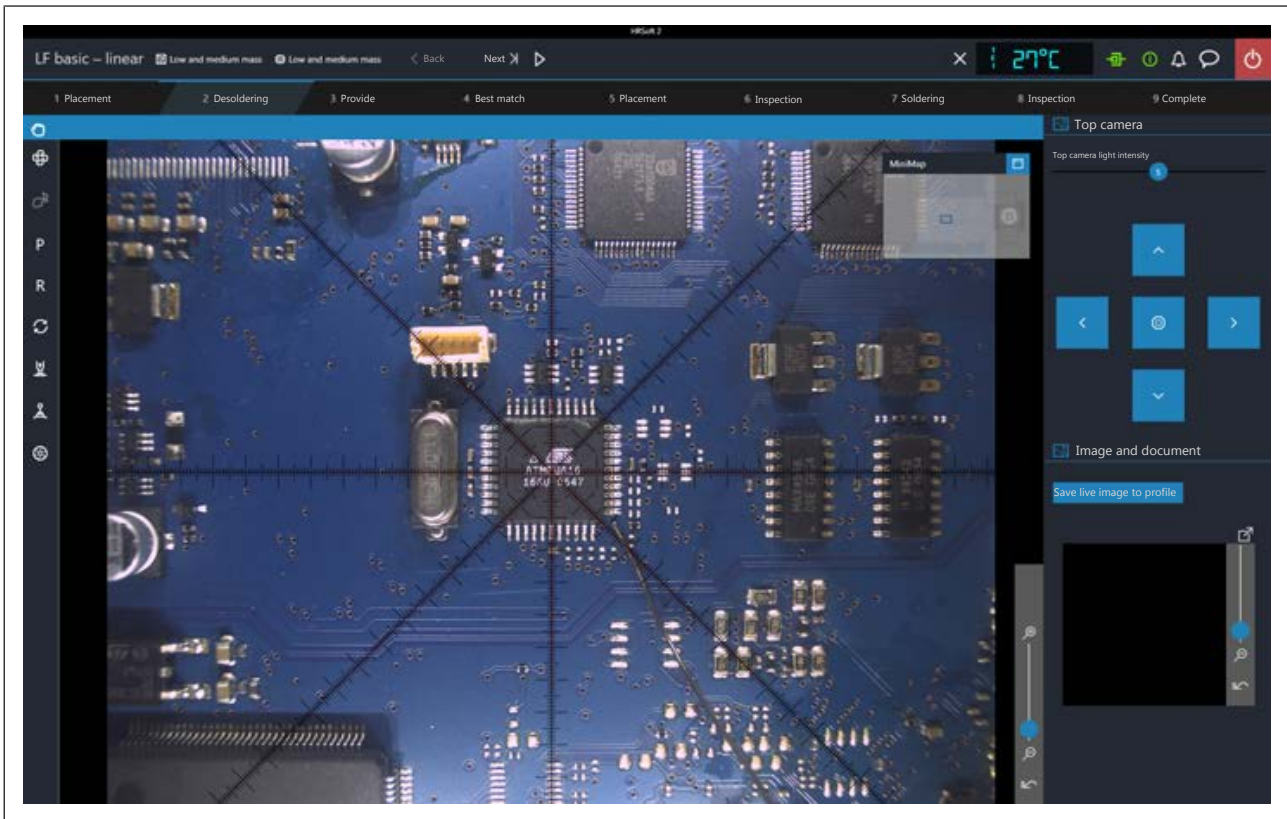 HRSoft 2
LF basic – linear Low and medium mass Low and medium mass Back Next 27°C
1 Placement 2 Desoldering 3 Provide 4 Best match 5 Placement 6 Inspection 7 Soldering 8 Inspection 9 Complete
Top camera
Top camera light intensity
5
MiniMap
P
R
Image and document
Save live image to profile